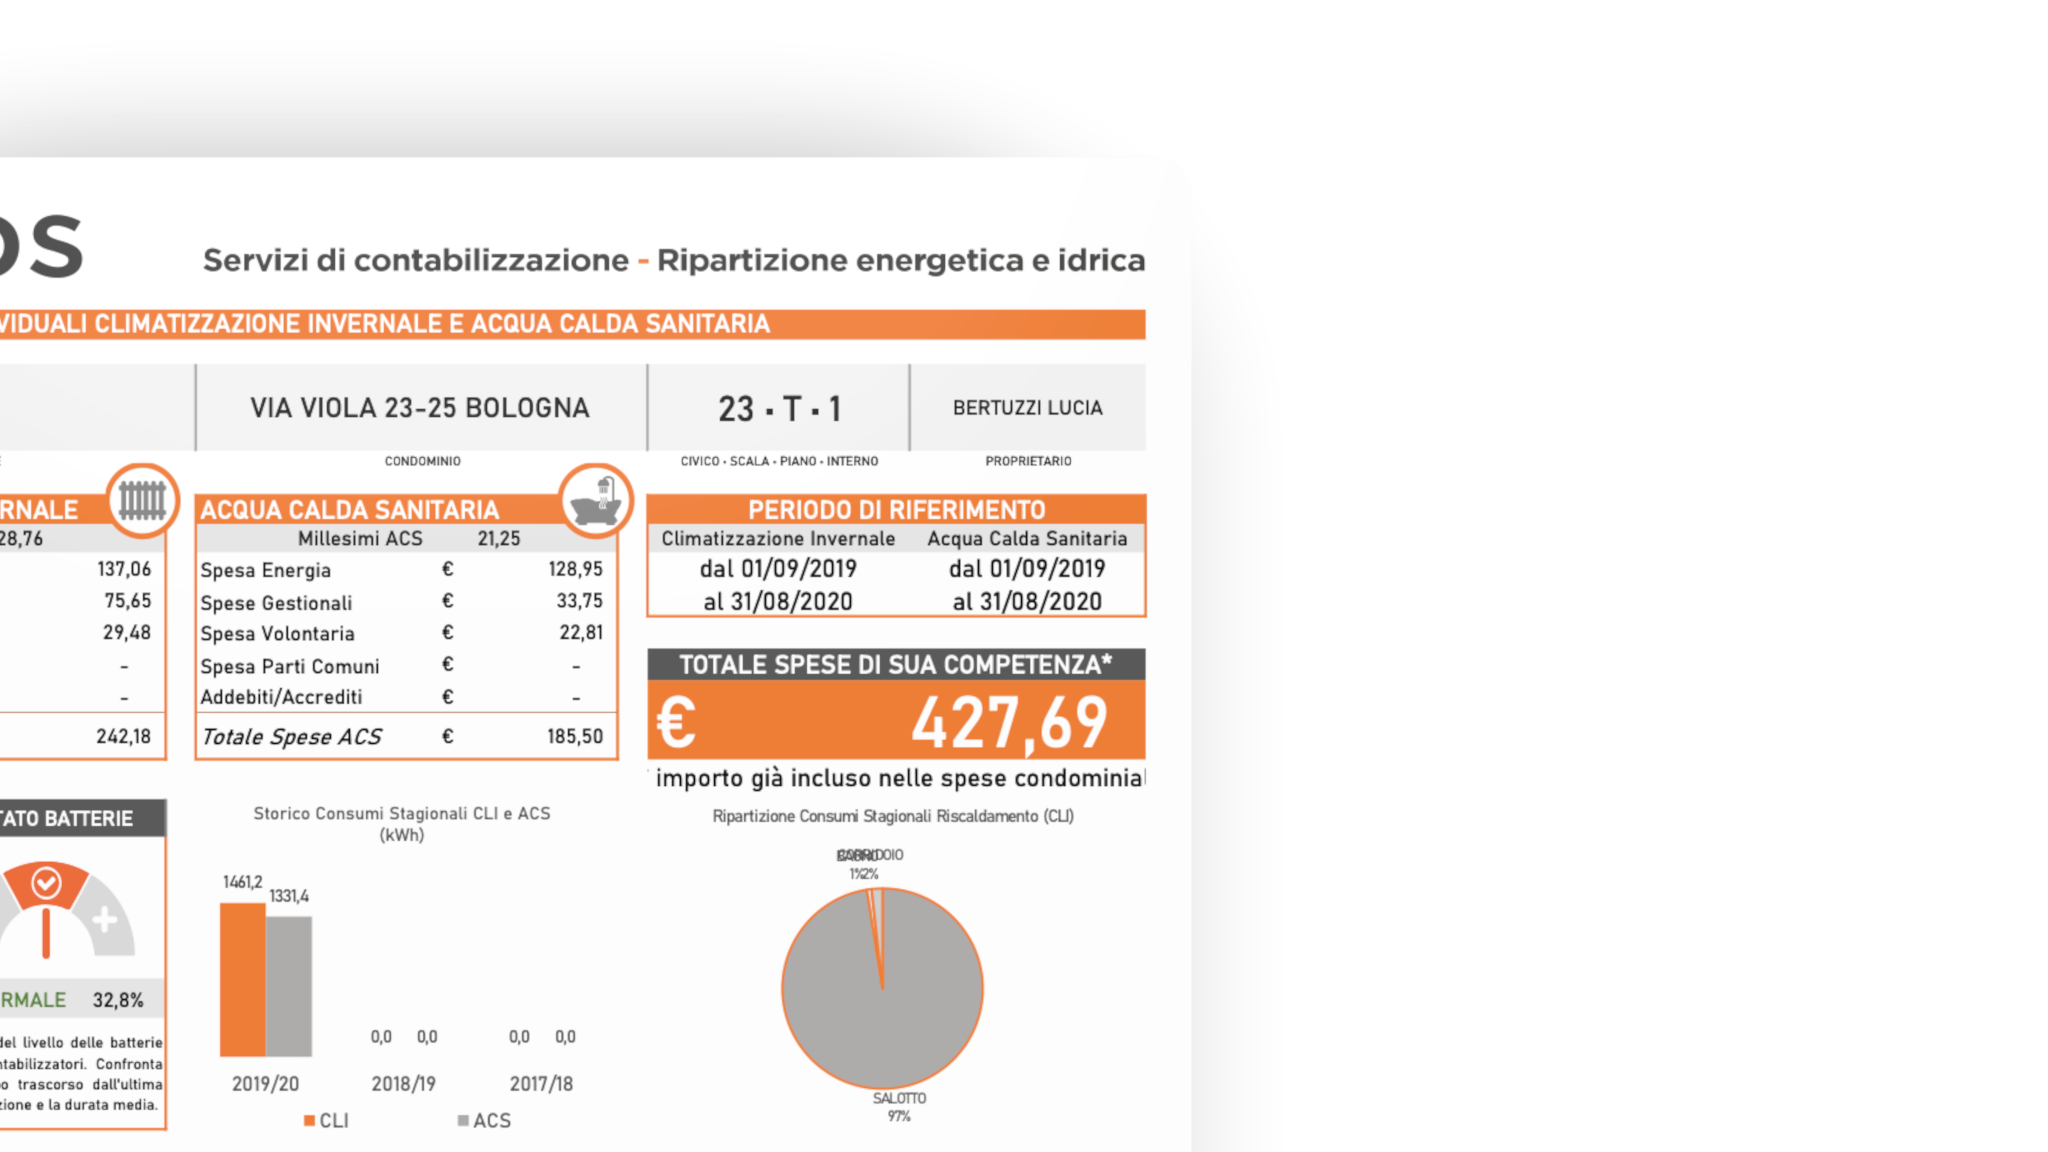 OS
Servizi di contabilizzazione - Ripartizione energetica e idrica
VIDUALI CLIMATIZZAZIONE INVERNALE E ACQUA CALDA SANITARIA
VIA VIOLA 23-25 BOLOGNA
23 · T · 1
BERTUZZI LUCIA
CONDOMINIO
CIVICO · SCALA · PIANO · INTERNO
PROPRIETARIO
RNALE
28,76
137,06
75,65
29,48
-
-
242,18
ACQUA CALDA SANITARIA
Millesimi ACS 21,25
Spesa Energia € 128,95
Spese Gestionali € 33,75
Spesa Volontaria € 22,81
Spesa Parti Comuni € -
Addebiti/Accrediti € -
Totale Spese ACS € 185,50
PERIODO DI RIFERIMENTO
Climatizzazione Invernale Acqua Calda Sanitaria
dal 01/09/2019 dal 01/09/2019
al 31/08/2020 al 31/08/2020
TOTALE SPESE DI SUA COMPETENZA*
€ 427,69
importo già incluso nelle spese condominial
TATO BATTERIE
RMALE 32,8%
del livello delle batterie
ntabilizzatori. Confronta
o trascorso dall'ultima
zione e la durata media.
Storico Consumi Stagionali CLI e ACS
(kWh)
1461,2
1331,4
0,0 0,0 0,0 0,0
2019/20 2018/19 2017/18
CLI ACS
Ripartizione Consumi Stagionali Riscaldamento (CLI)
CORRIDOIO
1% 2%
SALOTTO
97%